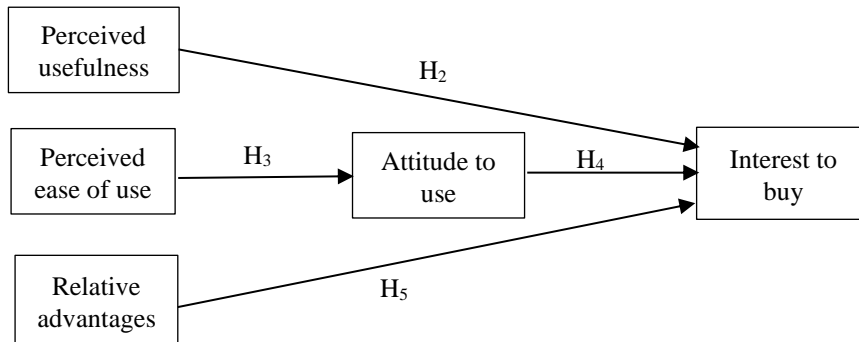 Perceived
usefulness
H2
Perceived
ease of use
H3
Attitude to
use
H4
Interest to
buy
Relative
advantages
H5